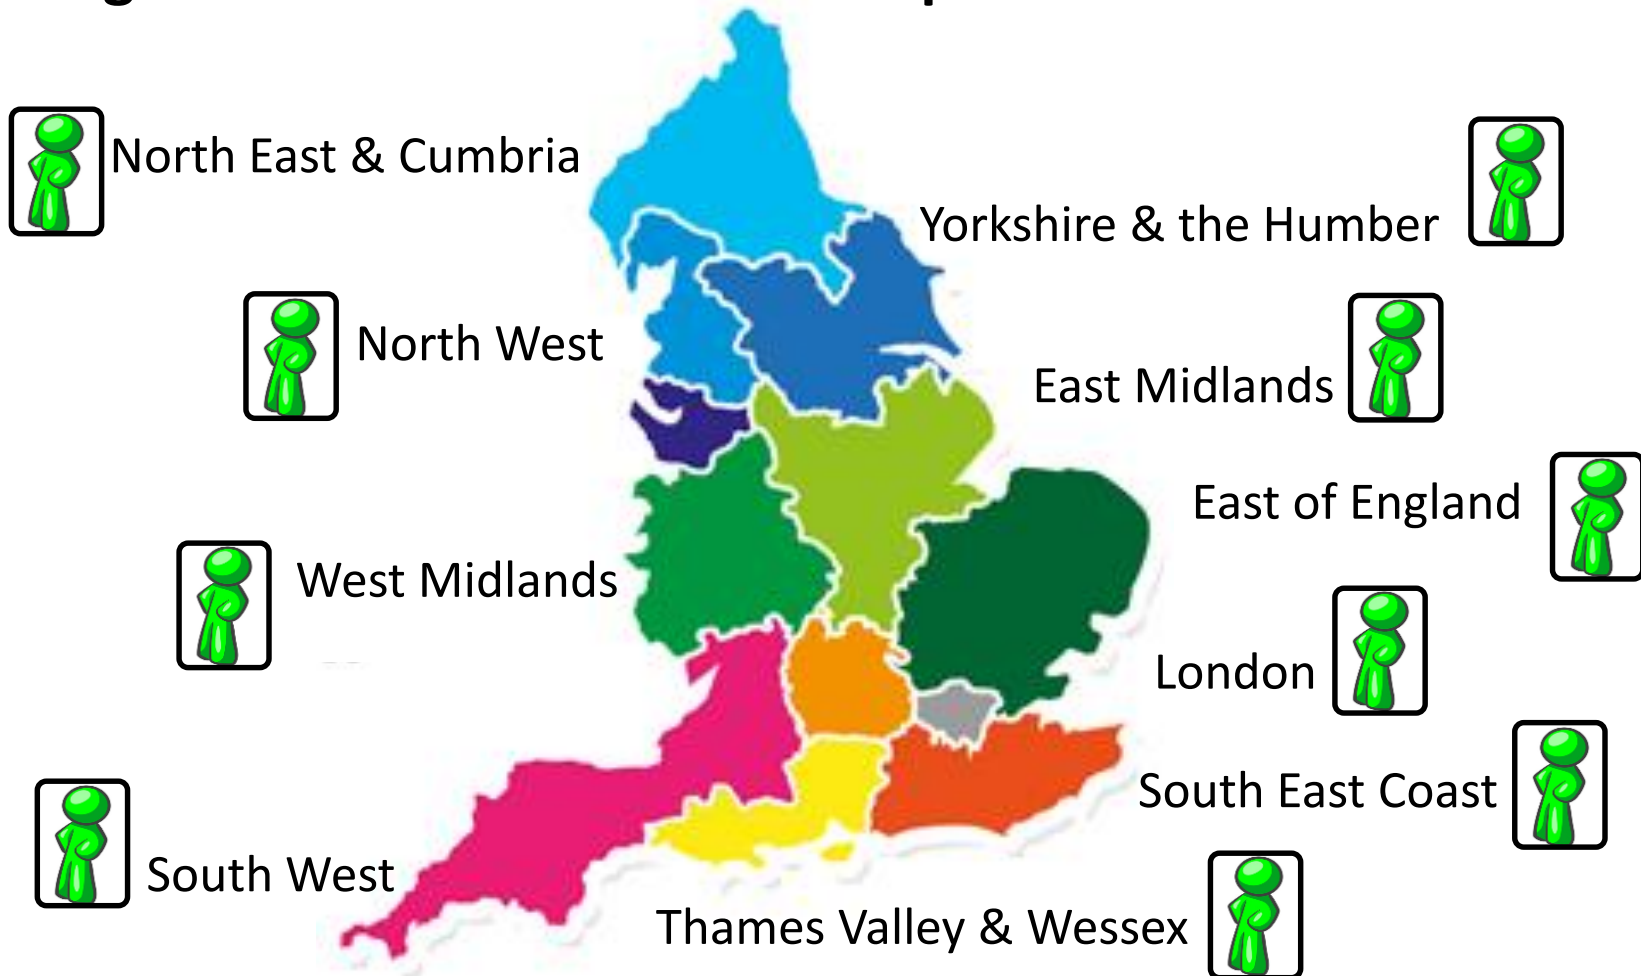 North East & Cumbria
Yorkshire & the Humber
North West
East Midlands
East of England
West Midlands
London
South East Coast
South West
Thames Valley & Wessex